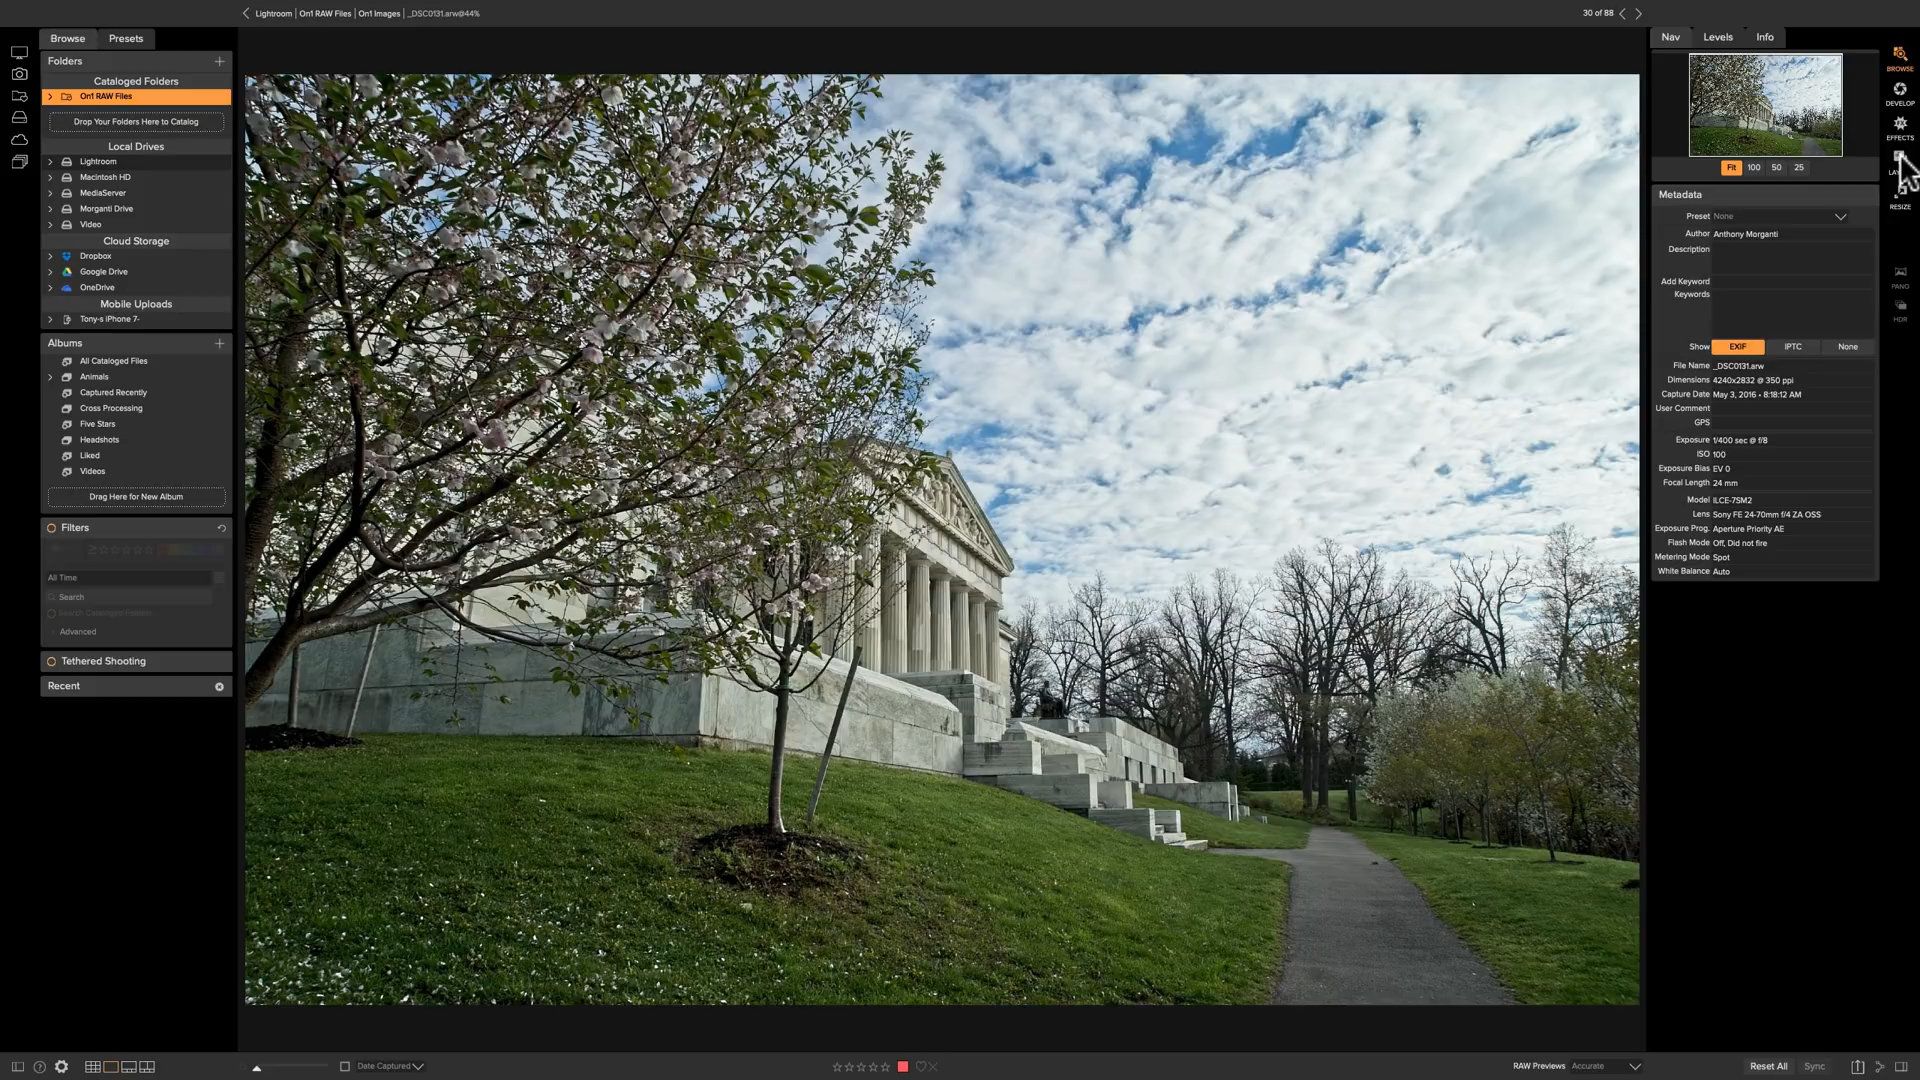 Lightroom | On1 RAW Files | On1 Images | _DSC0131.arw@44%
30 of 88
Browse
Presets
Folders
Cataloged Folders
On1 RAW Files
Drop Your Folders Here to Catalog
Local Drives
Lightroom
Macintosh HD
MediaServer
Morganti Drive
Video
Cloud Storage
Dropbox
Google Drive
OneDrive
Mobile Uploads
Tony-s iPhone 7-
Albums
All Cataloged Files
Animals
Captured Recently
Cross Processing
Five Stars
Headshots
Liked
Videos
Drag Here for New Album
Filters
All Time
Search
Search Cataloged Folders
Advanced
Tethered Shooting
Recent
Nav
Levels
Info
Fit
100
50
25
Metadata
Preset None
Author Anthony Morganti
Description
Add Keyword
Keywords
Show EXIF IPTC None
File Name _DSC0131.arw
Dimensions 4240x2832 @ 350 ppi
Capture Date May 3, 2016 • 8:18:12 AM
User Comment
GPS
Exposure 1/400 sec @ f/8
ISO 100
Exposure Bias EV 0
Focal Length 24 mm
Model ILCE-7SM2
Lens Sony FE 24-70mm f/4 ZA OSS
Exposure Prog. Aperture Priority AE
Flash Mode Off, Did not fire
Metering Mode Spot
White Balance Auto
BROWSE
DEVELOP
EFFECTS
RESIZE
PANO
HDR
Date Captured
RAW Previews Accurate
Reset All
Sync